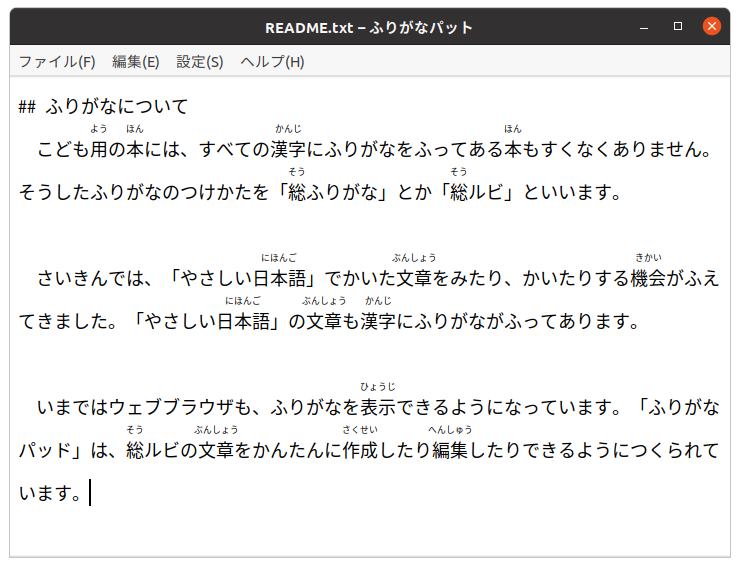 README.txt – ふりがなパット
ファイル(F) 編集(E) 設定(S) ヘルプ(H)
## ふりがなについて
よう ほん かんじ ほん
こども用の本には、すべての漢字にふりがなをふってある本もすくなくありません。
そう そう
そうしたふりがなのつけかたを「総ふりがな」とか「総ルビ」といいます。
にほんご ぶんしょう きかい
さいきんでは、「やさしい日本語」でかいた文章をみたり、かいたりする機会がふえ
にほんご ぶんしょう かんじ
てきました。「やさしい日本語」の文章も漢字にふりがながふってあります。
ひょうじ
いまではウェブブラウザも、ふりがなを表示できるようになっています。「ふりがな
そう ぶんしょう さくせい へんしゅう
パッド」は、総ルビの文章をかんたんに作成したり編集したりできるようにつくられて
います。